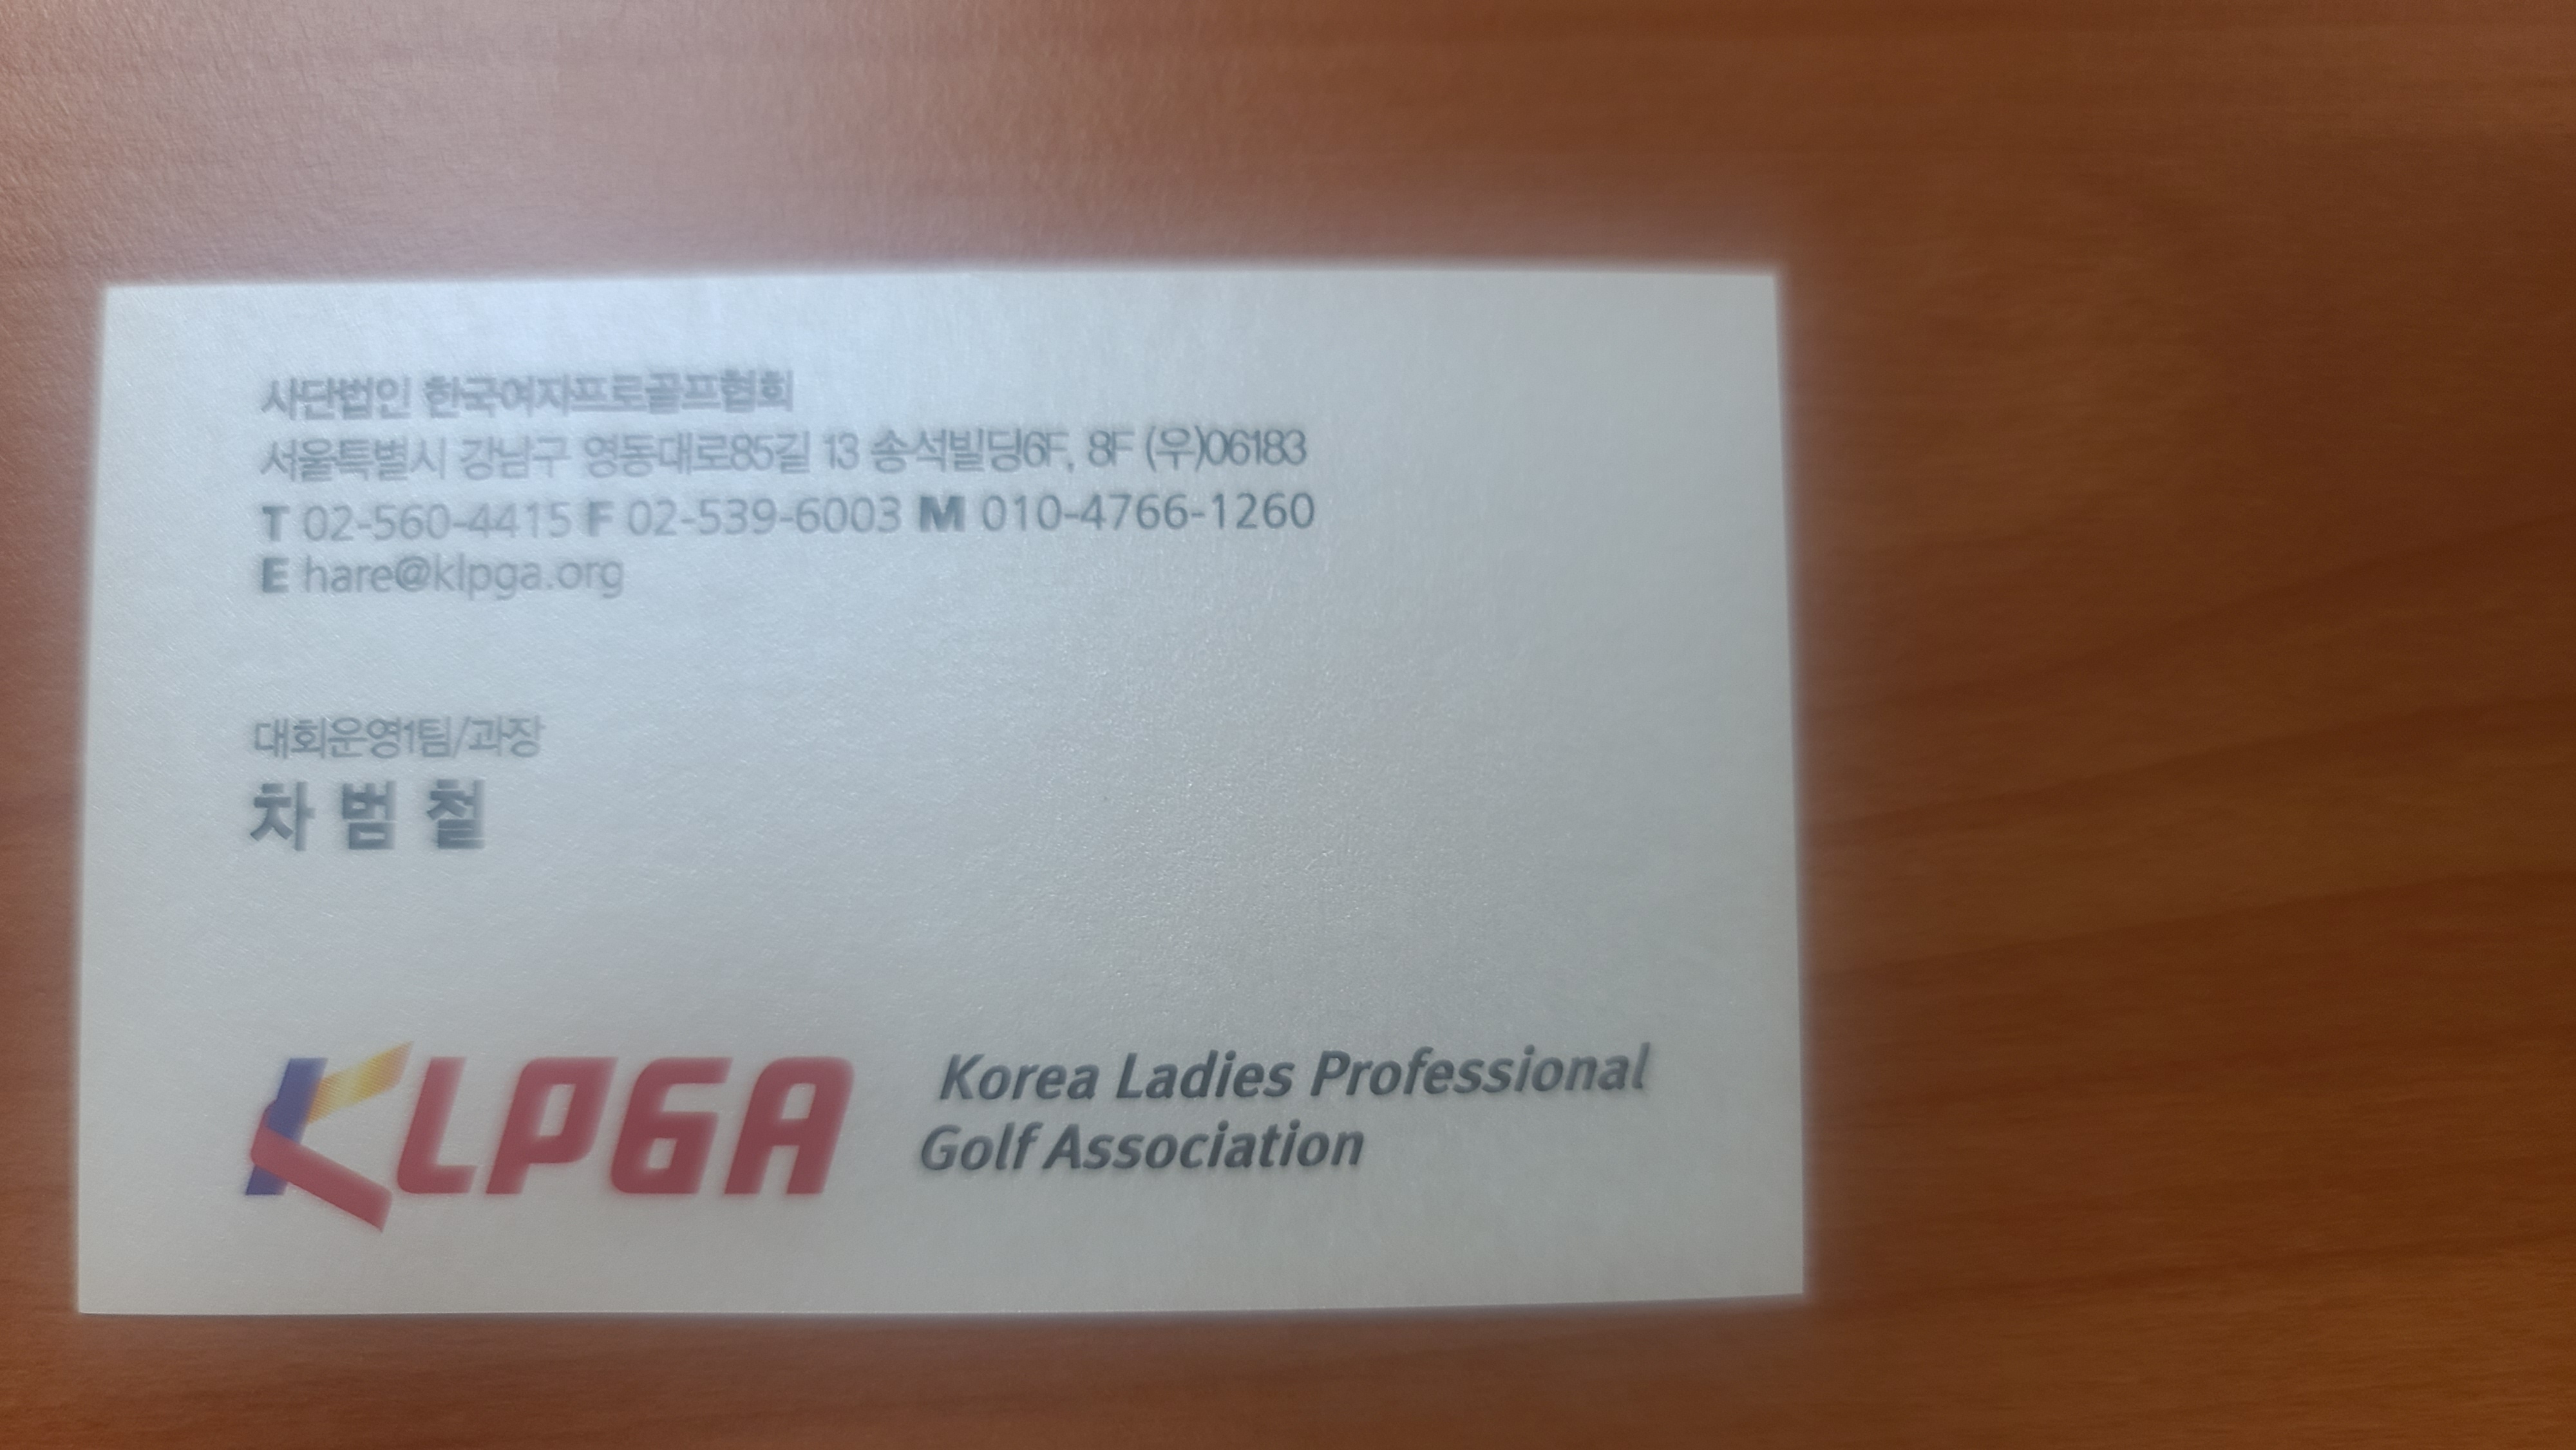 사단법인 한국여자프로골프협회
서울특별시 강남구 영동대로85길 13 송석빌딩6F, 8F (우)06183
T 02-560-4415 F 02-539-6003 M 010-4766-1260
E hare@klpga.org
대회운영1팀/과장
차 범 철
KLPGA
Korea Ladies Professional
Golf Association